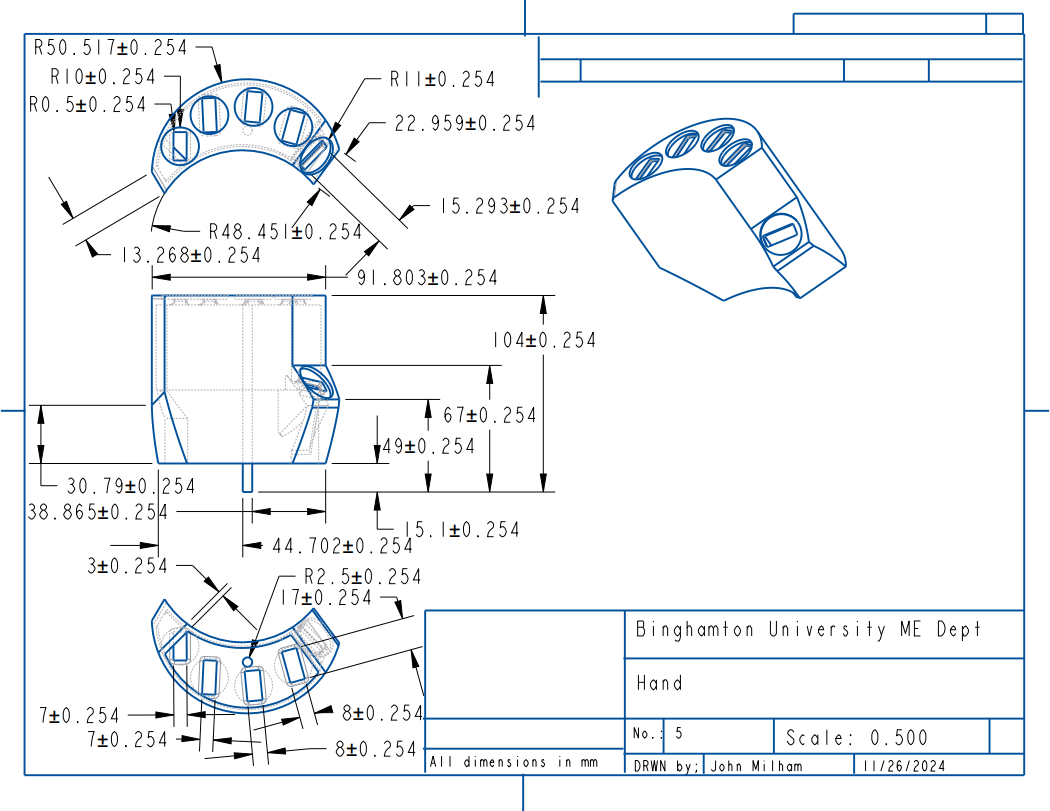 R50.517±0.254
R10±0.254
R11±0.254
R0.5±0.254
22.959±0.254
15.293±0.254
R48.451±0.254
13.268±0.254
91.803±0.254
104±0.254
67±0.254
49±0.254
30.79±0.254
38.865±0.254
15.1±0.254
44.702±0.254
3±0.254
R2.5±0.254
17±0.254
7±0.254
8±0.254
7±0.254
8±0.254
Binghamton University ME Dept
Hand
No.: 5
Scale: 0.500
All dimensions in mm
DRWN by; John Milham
11/26/2024